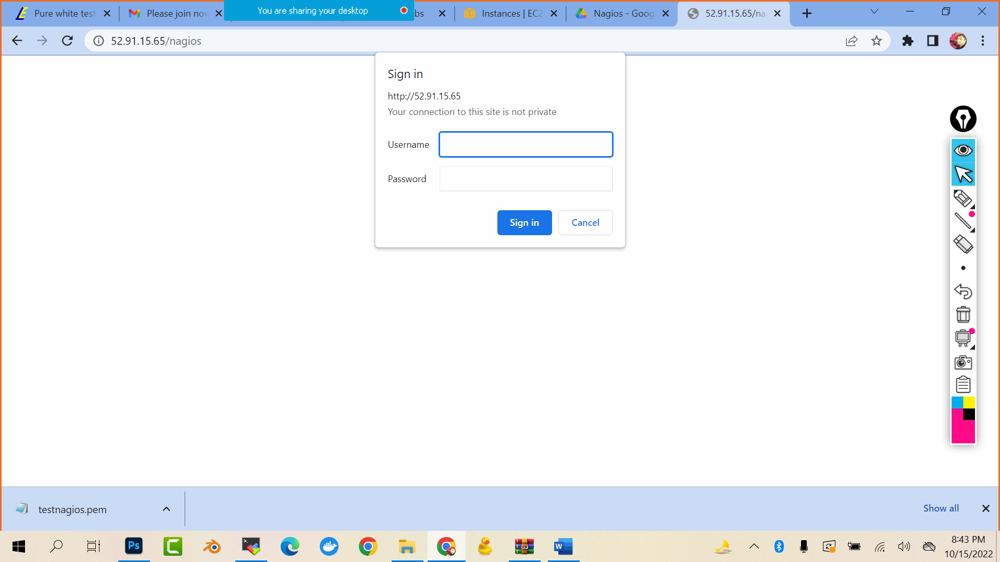 Pure white test
Please join now
You are sharing your desktop
bs
Instances | EC2
Nagios - Goog
52.91.15.65/na
52.91.15.65/nagios
Sign in
http://52.91.15.65
Your connection to this site is not private
Username
Password
Sign in
Cancel
testnagios.pem
Show all
Ps
C
W
8:43 PM
10/15/2022